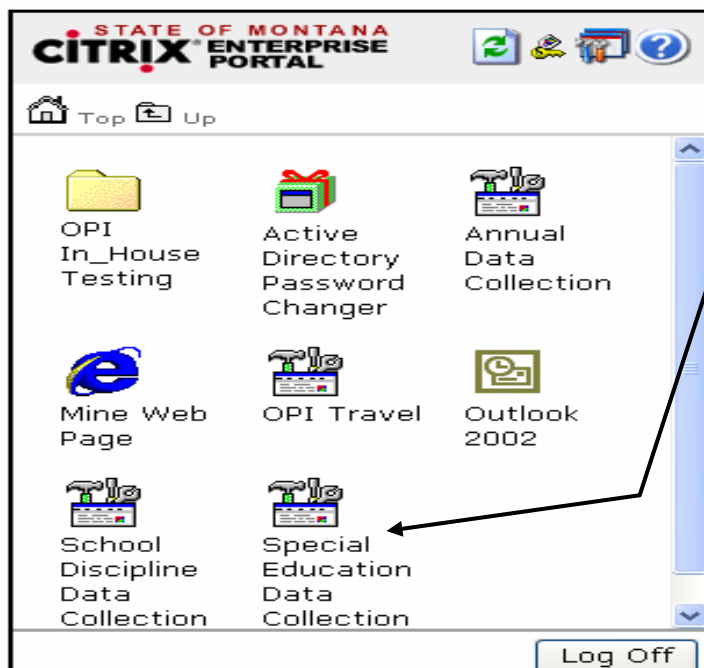 STATE OF MONTANA
CITRIX® ENTERPRISE
PORTAL
Top Up
OPI
In_House
Testing
Active
Directory
Password
Changer
Annual
Data
Collection
Mine Web
Page
OPI Travel
Outlook
2002
School
Discipline
Data
Collection
Special
Education
Data
Collection
Log Off